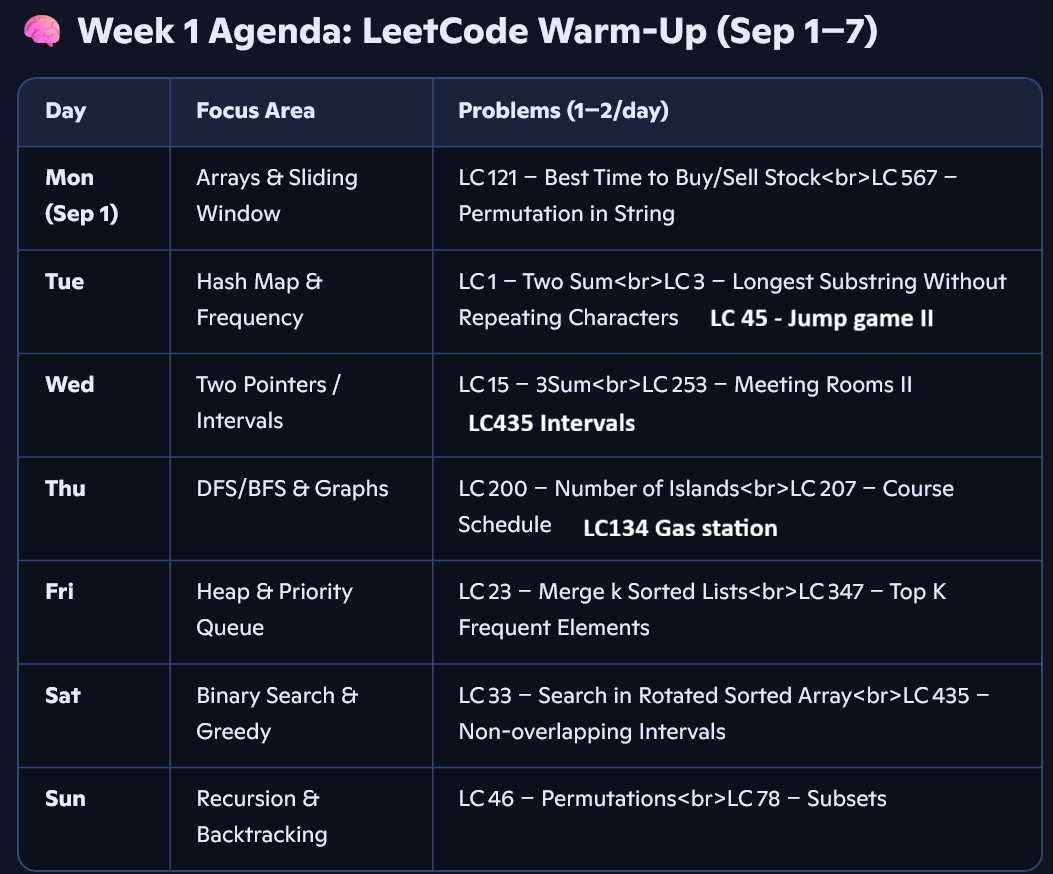 🧠 Week 1 Agenda: LeetCode Warm-Up (Sep 1–7)
Day
Focus Area
Problems (1–2/day)
Mon
(Sep 1)
Arrays & Sliding
Window
LC 121 – Best Time to Buy/Sell Stock<br>LC 567 –
Permutation in String
Tue
Hash Map &
Frequency
LC 1 – Two Sum<br>LC 3 – Longest Substring Without
Repeating Characters LC 45 - Jump game II
Wed
Two Pointers /
Intervals
LC 15 – 3Sum<br>LC 253 – Meeting Rooms II
LC435 Intervals
Thu
DFS/BFS & Graphs
LC 200 – Number of Islands<br>LC 207 – Course
Schedule LC134 Gas station
Fri
Heap & Priority
Queue
LC 23 – Merge k Sorted Lists<br>LC 347 – Top K
Frequent Elements
Sat
Binary Search &
Greedy
LC 33 – Search in Rotated Sorted Array<br>LC 435 –
Non-overlapping Intervals
Sun
Recursion &
Backtracking
LC 46 – Permutations<br>LC 78 – Subsets